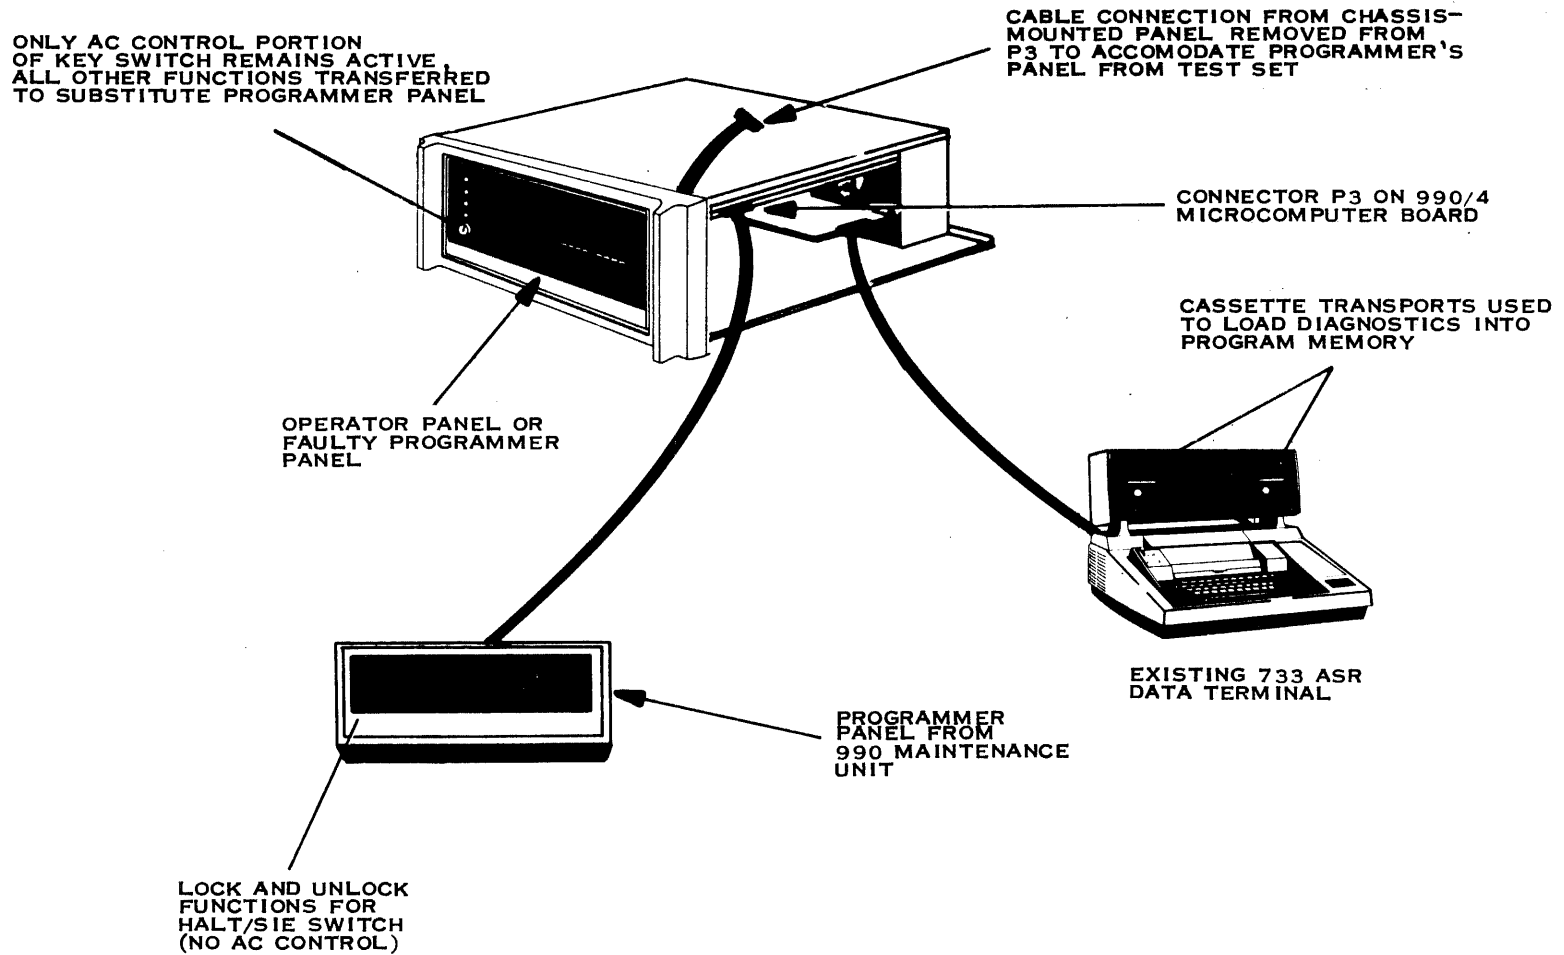 ONLY AC CONTROL PORTION
OF KEY SWITCH REMAINS ACTIVE,
ALL OTHER FUNCTIONS TRANSFERRED
TO SUBSTITUTE PROGRAMMER PANEL
CABLE CONNECTION FROM CHASSIS-
MOUNTED PANEL REMOVED FROM
P3 TO ACCOMODATE PROGRAMMER'S
PANEL FROM TEST SET
CONNECTOR P3 ON 990/4
MICROCOMPUTER BOARD
CASSETTE TRANSPORTS USED
TO LOAD DIAGNOSTICS INTO
PROGRAM MEMORY
OPERATOR PANEL OR
FAULTY PROGRAMMER
PANEL
EXISTING 733 ASR
DATA TERMINAL
PROGRAMMER
PANEL FROM
990 MAINTENANCE
UNIT
LOCK AND UNLOCK
FUNCTIONS FOR
HALT/SIE SWITCH
(NO AC CONTROL)